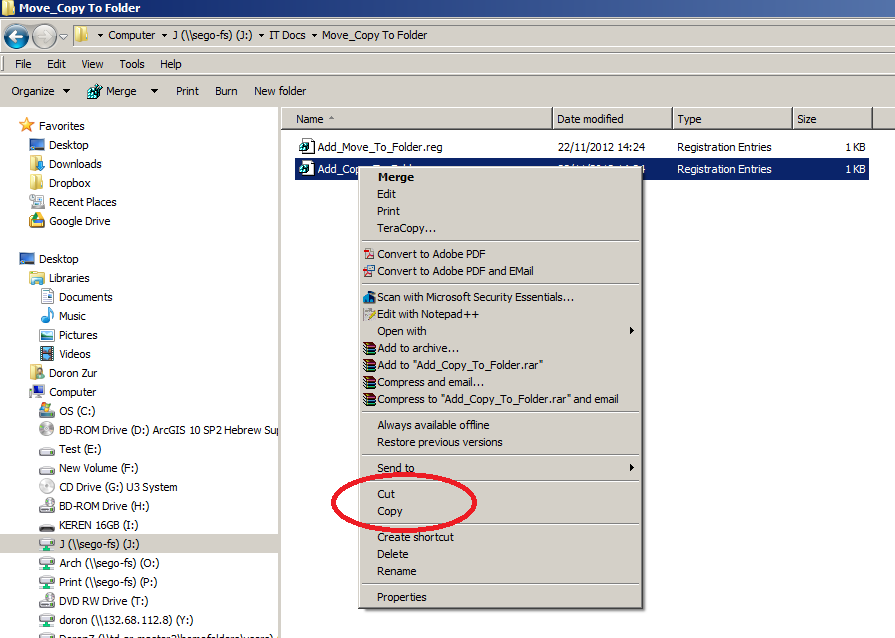 Move_Copy To Folder
Computer J (\\sego-fs) (J:) IT Docs Move_Copy To Folder
File Edit View Tools Help
Organize Merge Print Burn New folder
Favorites
Desktop
Downloads
Dropbox
Recent Places
Google Drive
Desktop
Libraries
Documents
Music
Pictures
Videos
Doron Zur
Computer
OS (C:)
BD-ROM Drive (D:) ArcGIS 10 SP2 Hebrew Sup
Test (E:)
New Volume (F:)
CD Drive (G:) U3 System
BD-ROM Drive (H:)
KEREN 16GB (I:)
J (\\sego-fs) (J:)
Arch (\\sego-fs) (O:)
Print (\\sego-fs) (P:)
DVD RW Drive (T:)
doron (\\132.68.112.8) (Y:)
Name Date modified Type Size
Add_Move_To_Folder.reg 22/11/2012 14:24 Registration Entries 1 KB
Registration Entries 1 KB
Merge
Edit
Print
TeraCopy...
Convert to Adobe PDF
Convert to Adobe PDF and EMail
Scan with Microsoft Security Essentials...
Edit with Notepad++
Open with
Add to archive...
Add to "Add_Copy_To_Folder.rar"
Compress and email...
Compress to "Add_Copy_To_Folder.rar" and email
Always available offline
Restore previous versions
Send to
Cut
Copy
Create shortcut
Delete
Rename
Properties